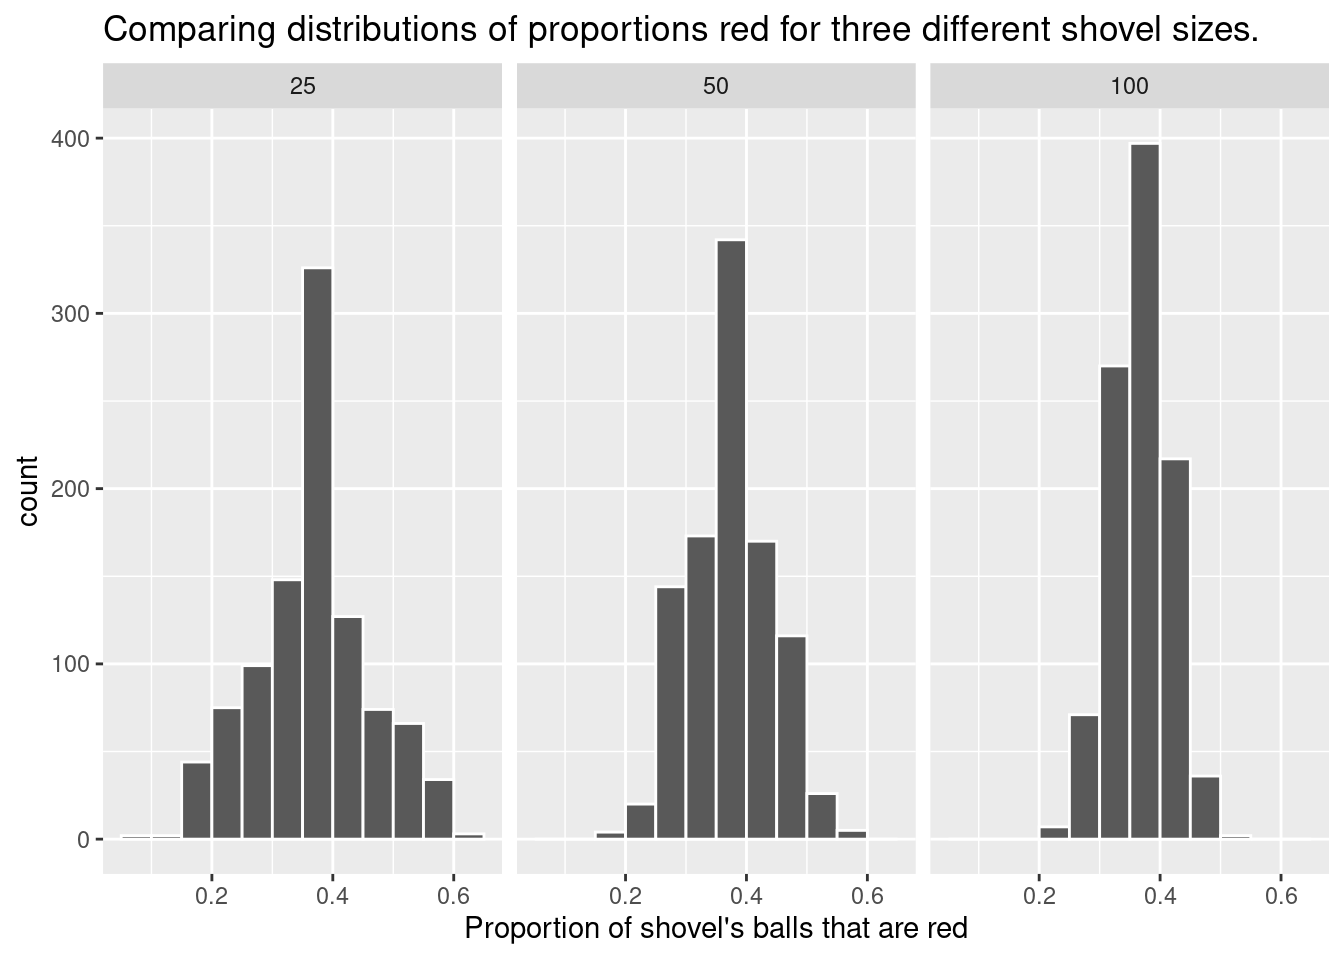 Comparing distributions of proportions red for three different shovel sizes.
25 50 100
400
300
200
100
0
count
0.2 0.4 0.6 0.2 0.4 0.6 0.2 0.4 0.6
Proportion of shovel's balls that are red